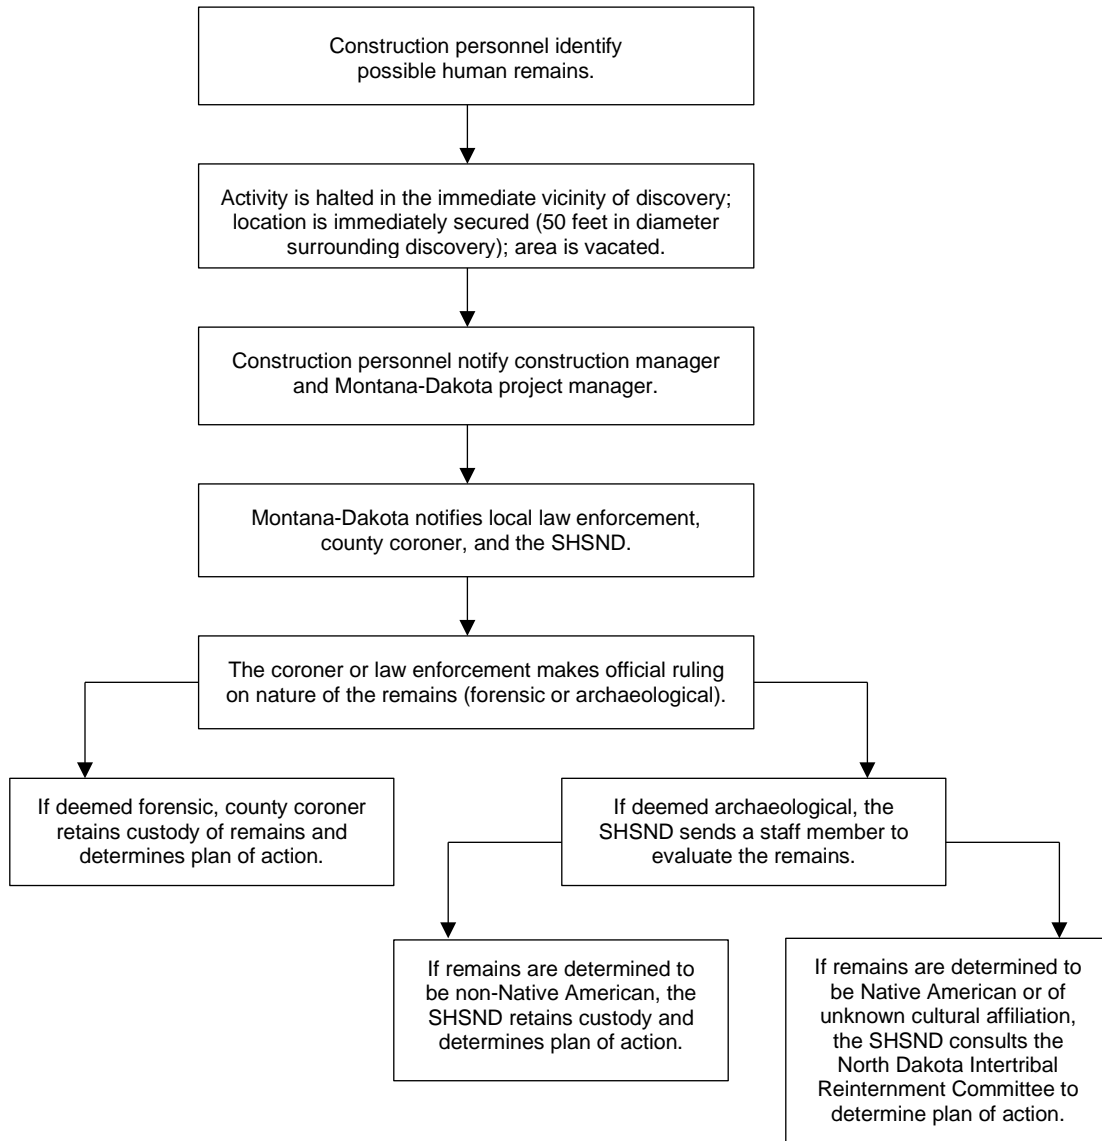 Construction personnel identify
possible human remains.
Activity is halted in the immediate vicinity of discovery;
location is immediately secured (50 feet in diameter
surrounding discovery); area is vacated.
Construction personnel notify construction manager
and Montana-Dakota project manager.
Montana-Dakota notifies local law enforcement,
county coroner, and the SHSND.
The coroner or law enforcement makes official ruling
on nature of the remains (forensic or archaeological).
If deemed forensic, county coroner
retains custody of remains and
determines plan of action.
If deemed archaeological, the
SHSND sends a staff member to
evaluate the remains.
If remains are determined to
be non-Native American, the
SHSND retains custody and
determines plan of action.
If remains are determined to
be Native American or of
unknown cultural affiliation,
the SHSND consults the
North Dakota Intertribal
Reinternment Committee to
determine plan of action.